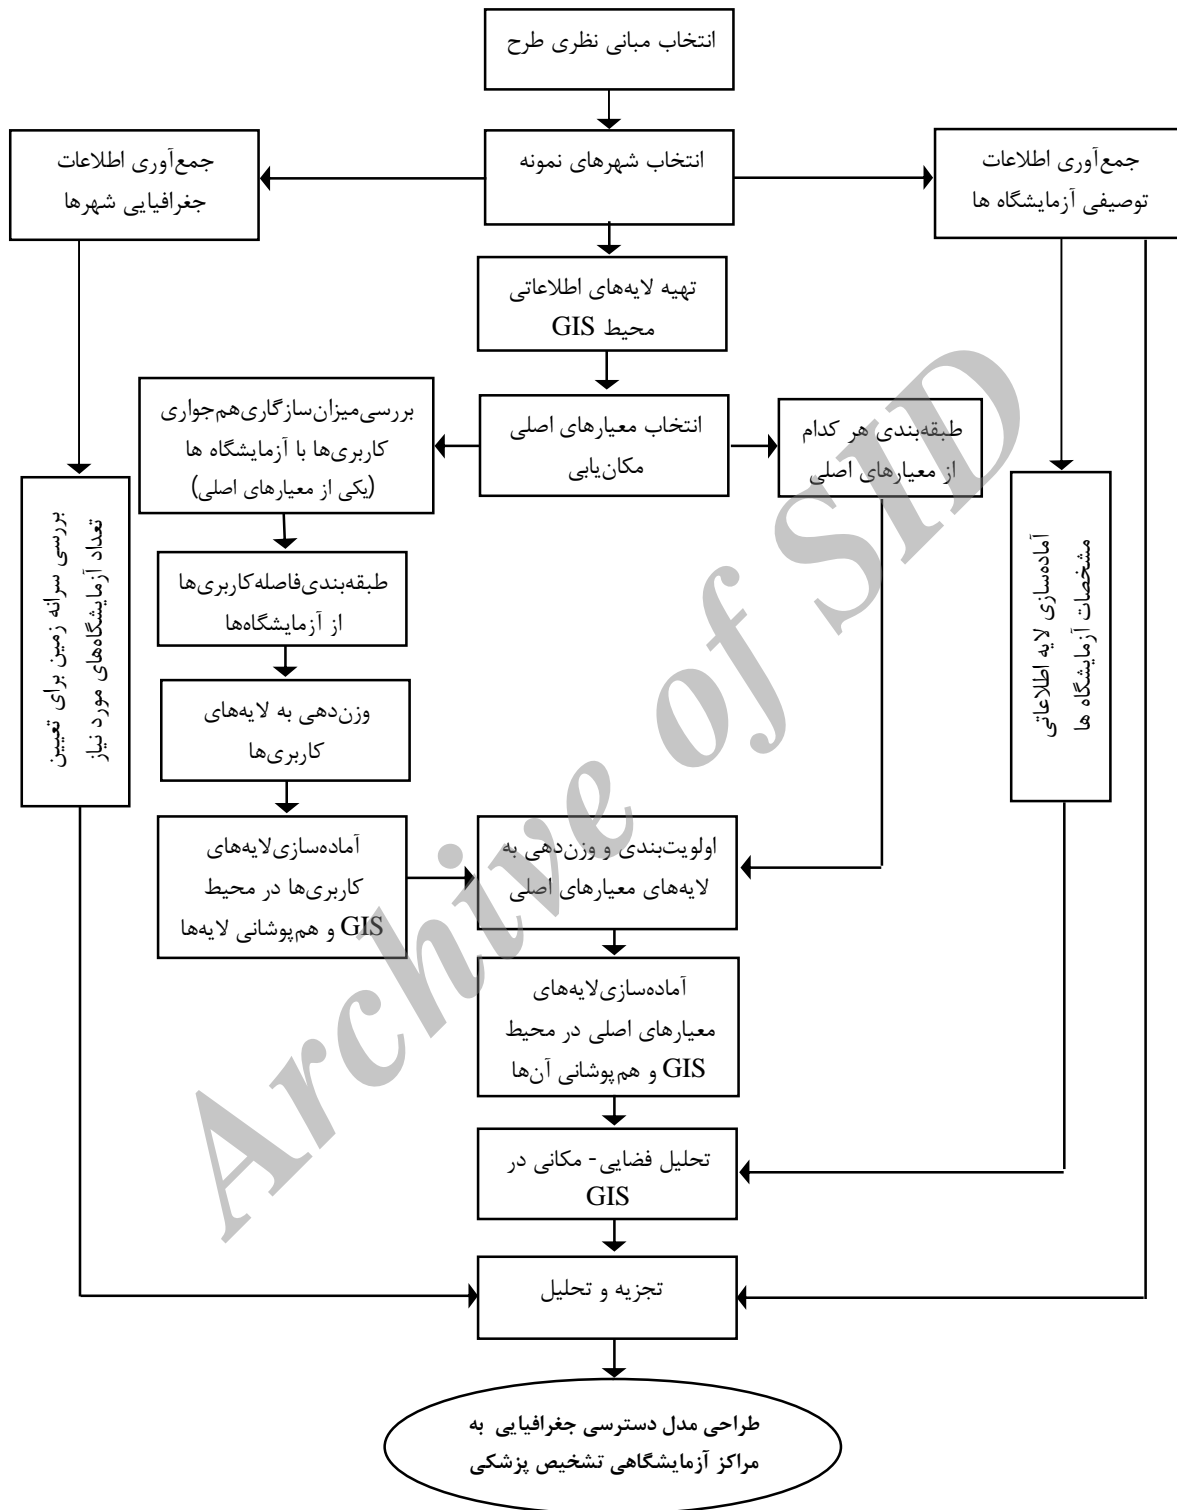 انتخاب مبانی نظری طرح
جمع‌آوری اطلاعات
توصیفی آزمایشگاه ها
انتخاب شهرهای نمونه
جمع‌آوری اطلاعات
جغرافیایی شهرها
تهیه لایه‌های اطلاعاتی
محیط GIS
طبقه‌بندی هر کدام
از معیارهای اصلی
انتخاب معیارهای اصلی
مکان‌یابی
بررسی‌میزان‌سازگاری‌هم‌جواری
کاربری‌ها با آزمایشگاه ها
(یکی از معیارهای اصلی)
آماده‌سازی لایه اطلاعاتی
مشخصات آزمایشگاه ها
طبقه‌بندی‌فاصله‌کاربری‌ها
از آزمایشگاه‌ها
بررسی سرانه زمین برای تعیین
تعداد آزمایشگاه‌های مورد نیاز
وزن‌دهی به لایه‌های
کاربری‌ها
اولویت‌بندی و وزن‌دهی به
لایه‌های معیارهای اصلی
آماده‌سازی‌لایه‌های
کاربری‌ها در محیط
GIS و هم‌پوشانی لایه‌ها
آماده‌سازی‌لایه‌های
معیارهای اصلی در محیط
GIS و هم‌پوشانی آن‌ها
تحلیل فضایی - مکانی در
GIS
تجزیه و تحلیل
طراحی مدل دسترسی جغرافیایی به
مراکز آزمایشگاهی تشخیص پزشکی
Archive of SID